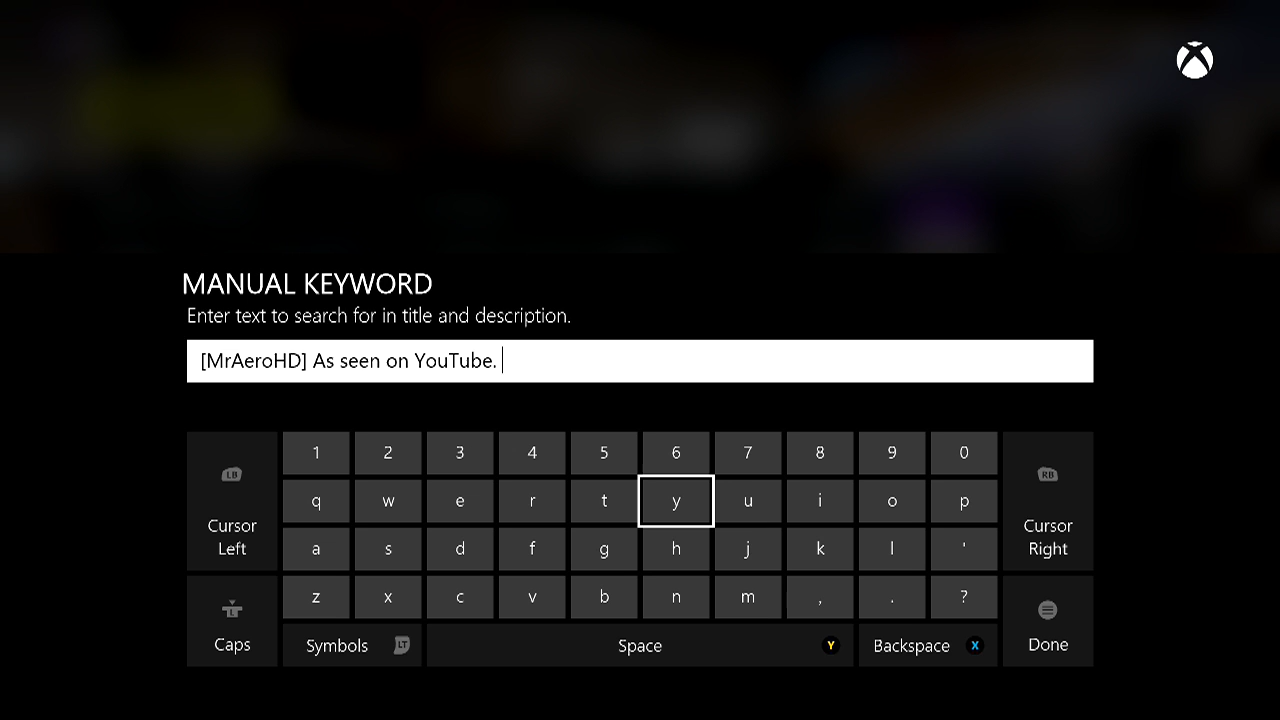 MANUAL KEYWORD
Enter text to search for in title and description.
[MrAeroHD] As seen on YouTube.
LB 1 2 3 4 5 6 7 8 9 0 RB
Cursor Left q w e r t y u i o p Cursor Right
a s d f g h j k l '
L z x c v b n m , . ?
Caps Symbols LT Space Y Backspace X Done